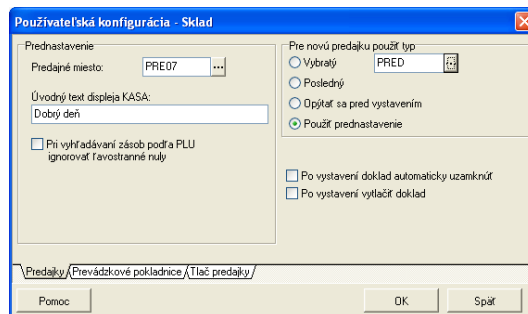 Používateľská konfigurácia - Sklad
Prednastavenie
Predajné miesto: PRE07 ...
Úvodný text displeja KASA:
Dobrý deň
Pri vyhľadávaní zásob podľa PLU
ignorovať ľavostranné nuly
Pre novú predajku použiť typ
Vybratý PRED
Posledný
Opýtať sa pred vystavením
Použiť prednastavenie
Po vystavení doklad automaticky uzamknúť
Po vystavení vytlačiť doklad
Predajky Prevádzkové pokladnice Tlač predajky
Pomoc OK Späť